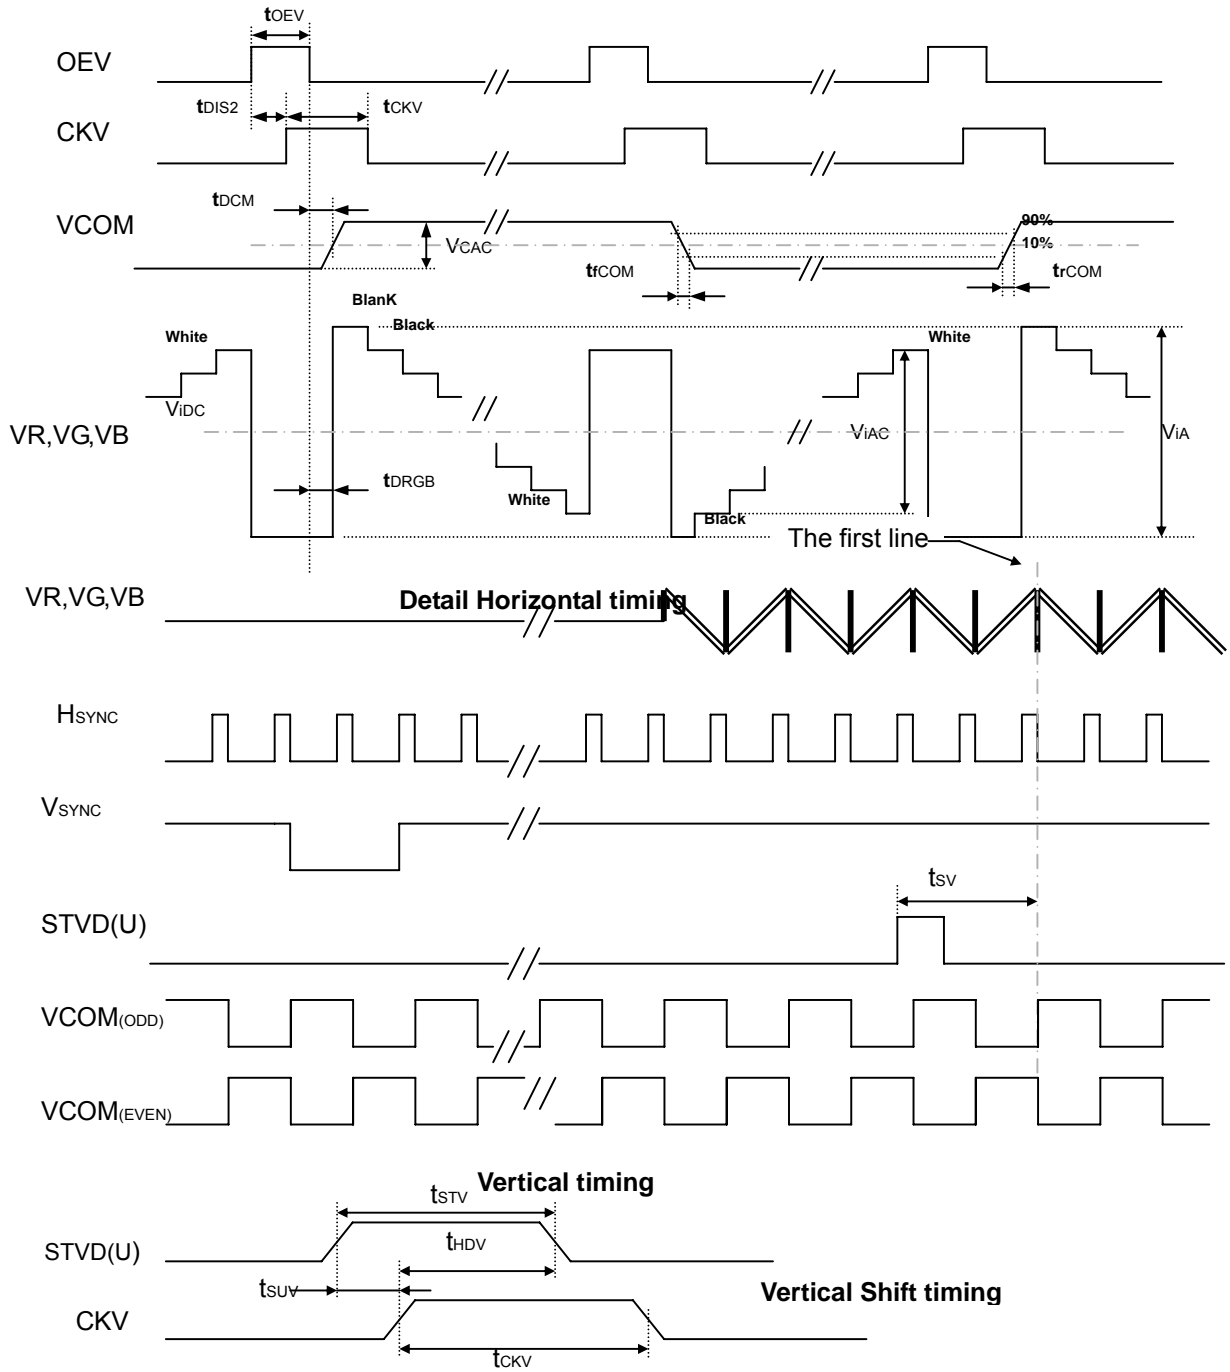 tOEV
OEV
tDIS2 tCKV
CKV
tDCM
VCOM 90%
VCAC 10%
tfCOM trCOM
BlanK
White Black White
ViDC
VR,VG,VB ViAC ViA
tDRGB
White
Black
The first line
VR,VG,VB Detail Horizontal timing
HSYNC
VSYNC
tSV
STVD(U)
VCOM(ODD)
VCOM(EVEN)
Vertical timing
tSTV
STVD(U) tHDV
tSUV Vertical Shift timing
CKV
tCKV